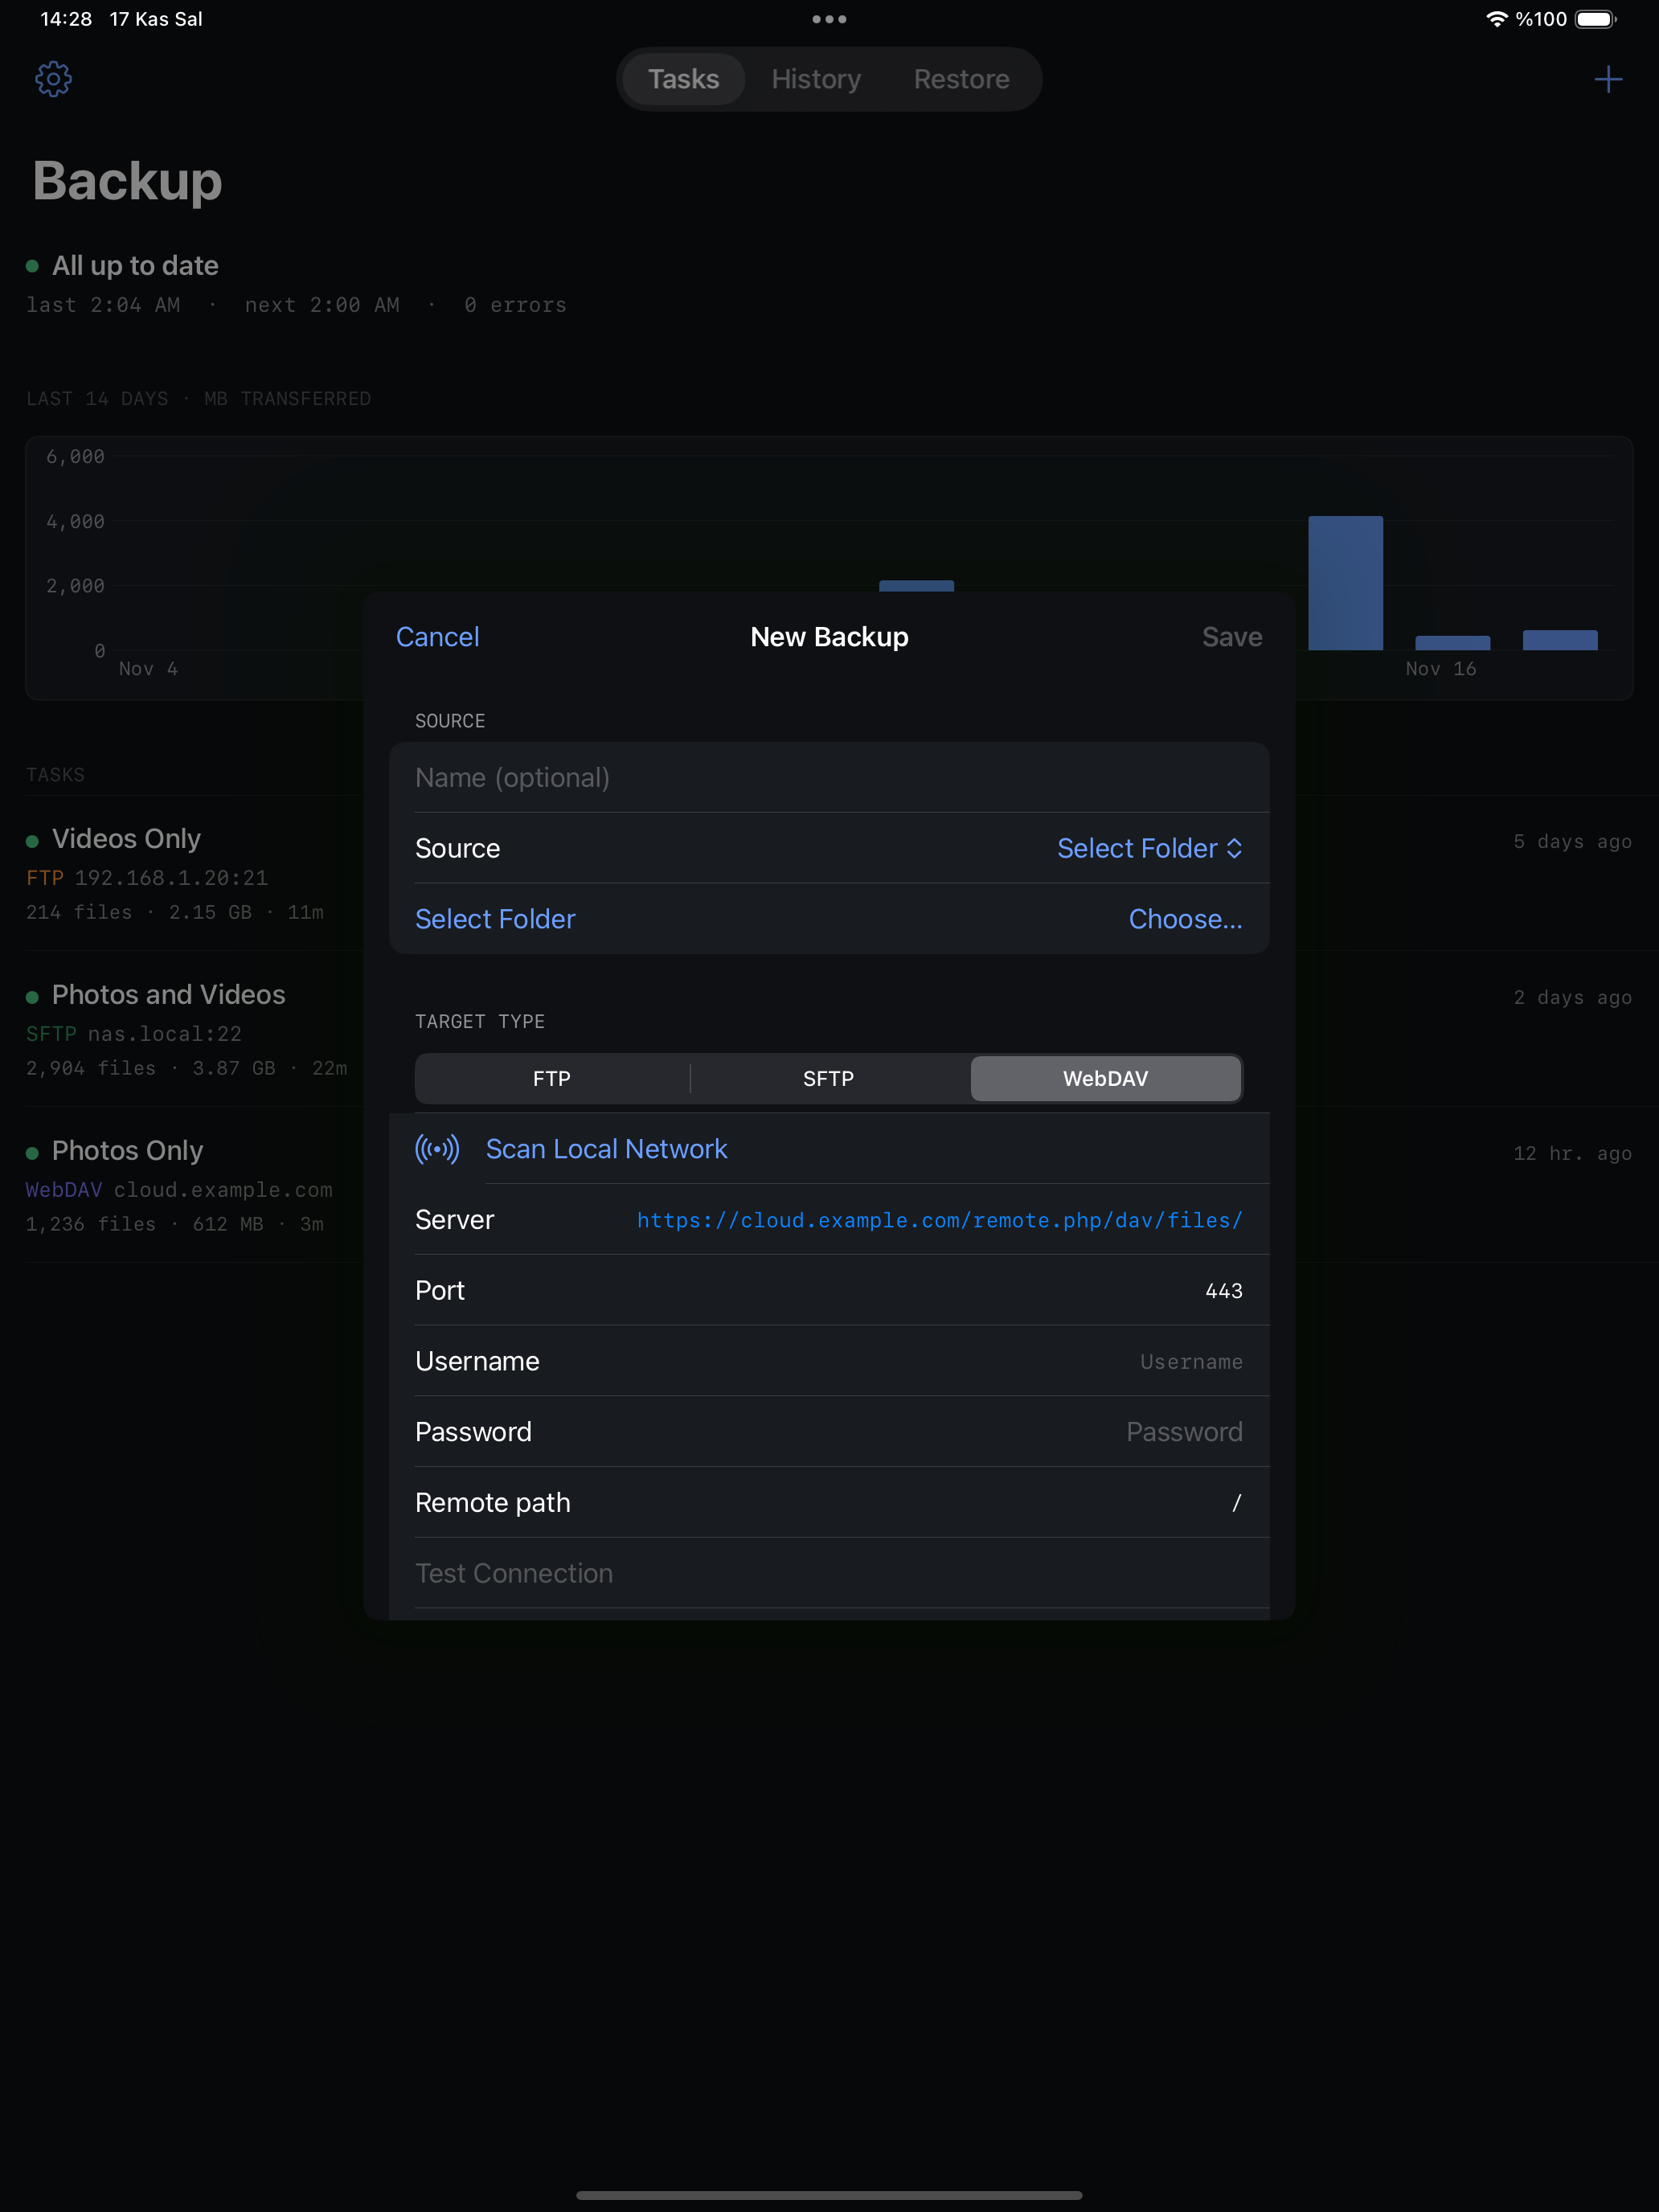 14:28 17 Kas Sal
%100
Tasks History Restore
Backup
All up to date
last 2:04 AM · next 2:00 AM · 0 errors
LAST 14 DAYS · MB TRANSFERRED
6,000
4,000
2,000
0
Nov 4
Nov 16
Cancel New Backup Save
SOURCE
Name (optional)
Source Select Folder
Select Folder Choose...
TARGET TYPE
FTP SFTP WebDAV
Scan Local Network
Server https://cloud.example.com/remote.php/dav/files/
Port 443
Username Username
Password Password
Remote path /
Test Connection
TASKS
Videos Only 5 days ago
FTP 192.168.1.20:21
214 files · 2.15 GB · 11m
Photos and Videos 2 days ago
SFTP nas.local:22
2,904 files · 3.87 GB · 22m
Photos Only 12 hr. ago
WebDAV cloud.example.com
1,236 files · 612 MB · 3m